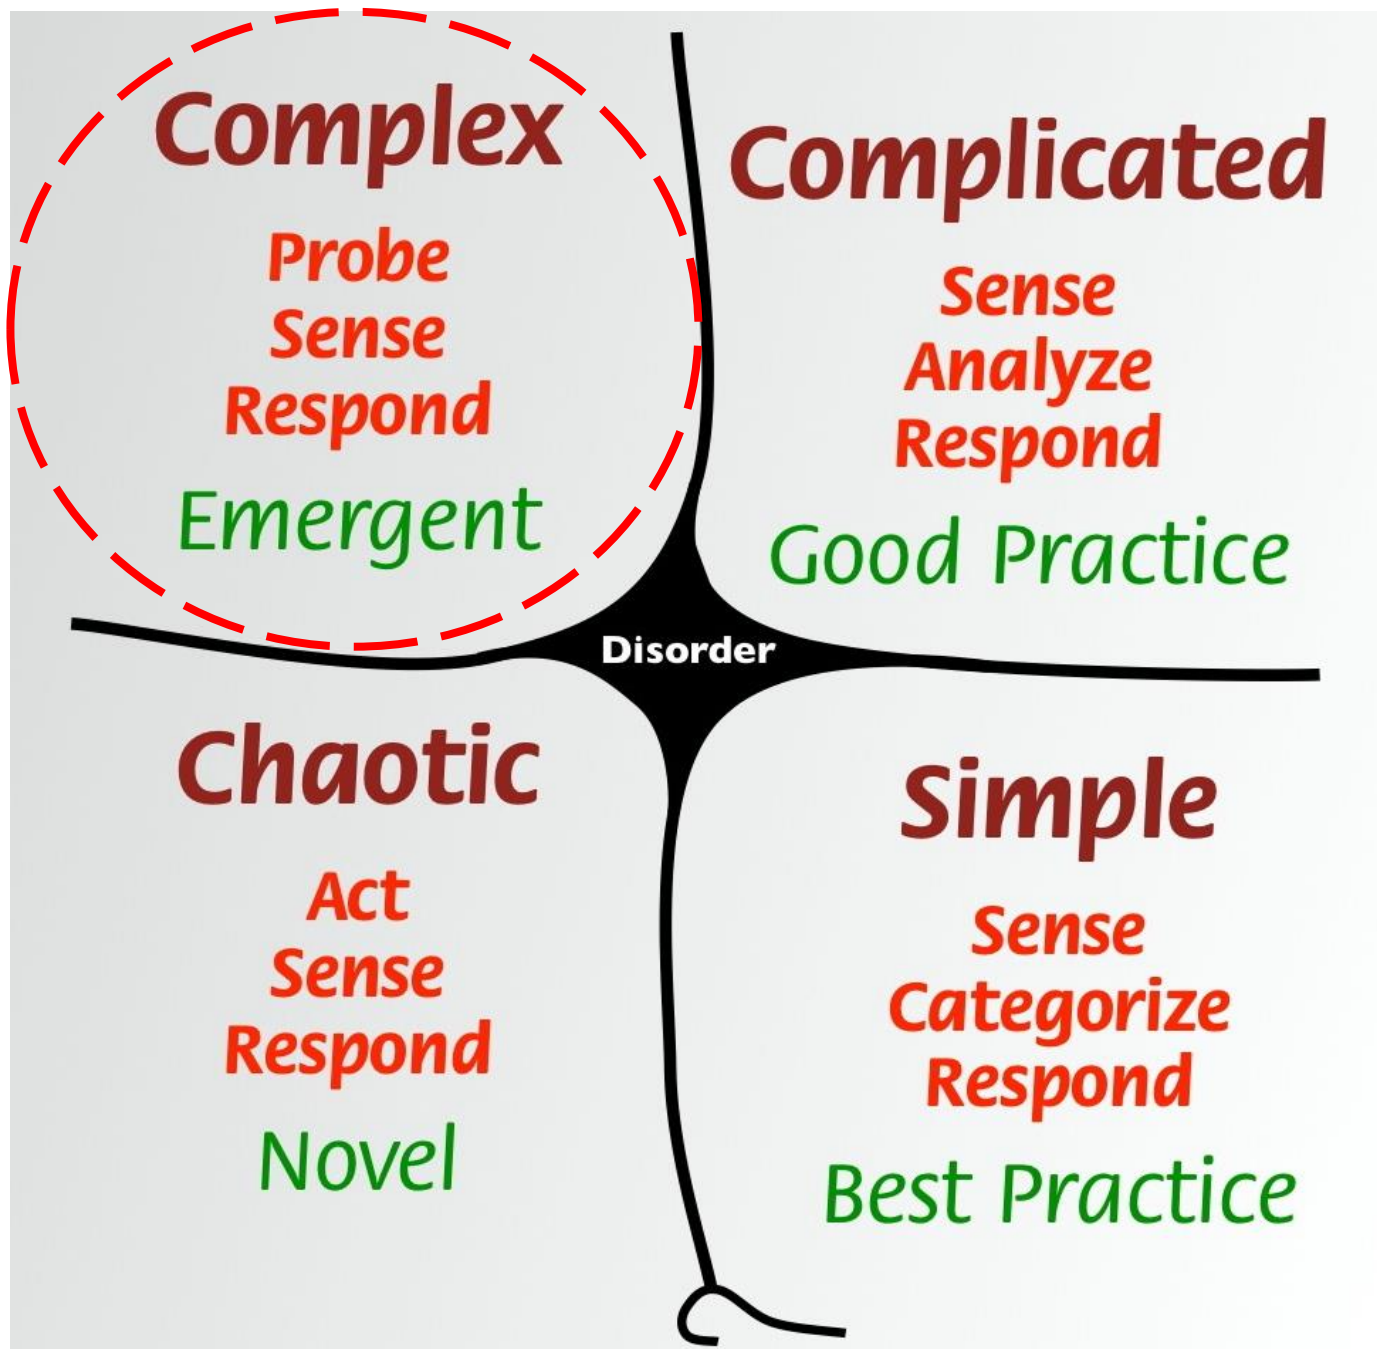 Complex
Probe
Sense
Respond
Emergent
Complicated
Sense
Analyze
Respond
Good Practice
Disorder
Chaotic
Act
Sense
Respond
Novel
Simple
Sense
Categorize
Respond
Best Practice